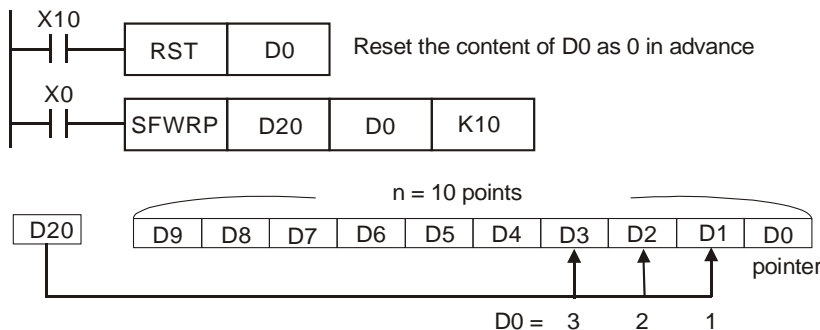 X10
RST D0 Reset the content of D0 as 0 in advance
X0
SFWRP D20 D0 K10
n = 10 points
D20 D9 D8 D7 D6 D5 D4 D3 D2 D1 D0
pointer
D0 = 3 2 1